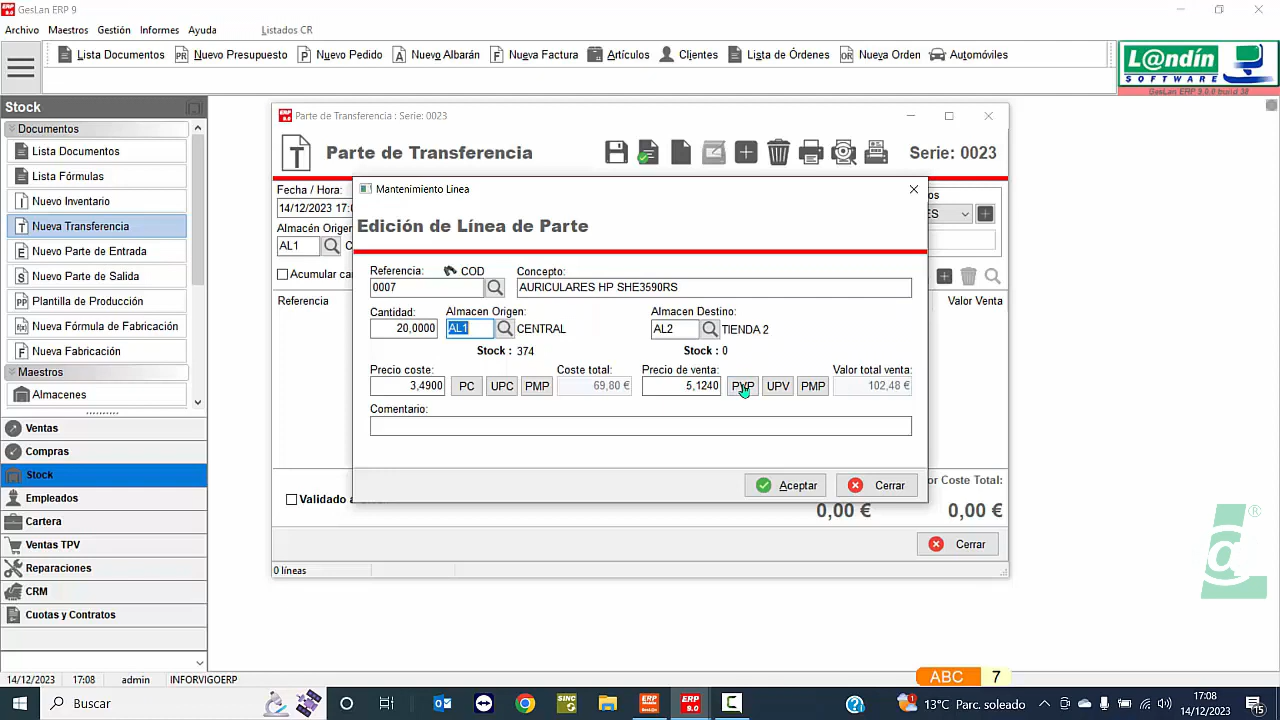 GesLan ERP 9
Archivo Maestros Gestión Informes Ayuda Listados CR
Lista Documentos Nuevo Presupuesto Nuevo Pedido Nuevo Albarán Nueva Factura Artículos Clientes Lista de Órdenes Nueva Orden Automóviles
L@ndín
SOFTWARE
GesLan ERP 9.0.0 build 38
Stock
Documentos
Lista Documentos
Lista Fórmulas
Nuevo Inventario
Nueva Transferencia
Nuevo Parte de Entrada
Nuevo Parte de Salida
Plantilla de Producción
Nueva Fórmula de Fabricación
Nueva Fabricación
Maestros
Almacenes
Ventas
Compras
Stock
Empleados
Cartera
Ventas TPV
Reparaciones
CRM
Cuotas y Contratos
Parte de Transferencia : Serie: 0023
Parte de Transferencia Serie: 0023
Fecha / Hora:
14/12/2023 17:0
Almacén Origen
AL1
Acumular ca
Referencia Valor Venta
Mantenimiento Línea
Edición de Línea de Parte
Referencia: COD Concepto:
0007 AURICULARES HP SHE3590RS
Cantidad: Almacen Origen: Almacen Destino:
20,0000 AL1 CENTRAL AL2 TIENDA 2
Stock : 374 Stock : 0
Precio coste: Coste total: Precio de venta: Valor total venta:
3,4900 PC UPC PMP 69,80 € 5,1240 PVP UPV PMP 102,48 €
Comentario:
Aceptar Cerrar
Validado a
or Coste Total:
0,00 € 0,00 €
Cerrar
0 líneas
14/12/2023 17:08 admin INFORVIGOERP
ABC 7
Buscar
13°C Parc. soleado
17:08
14/12/2023